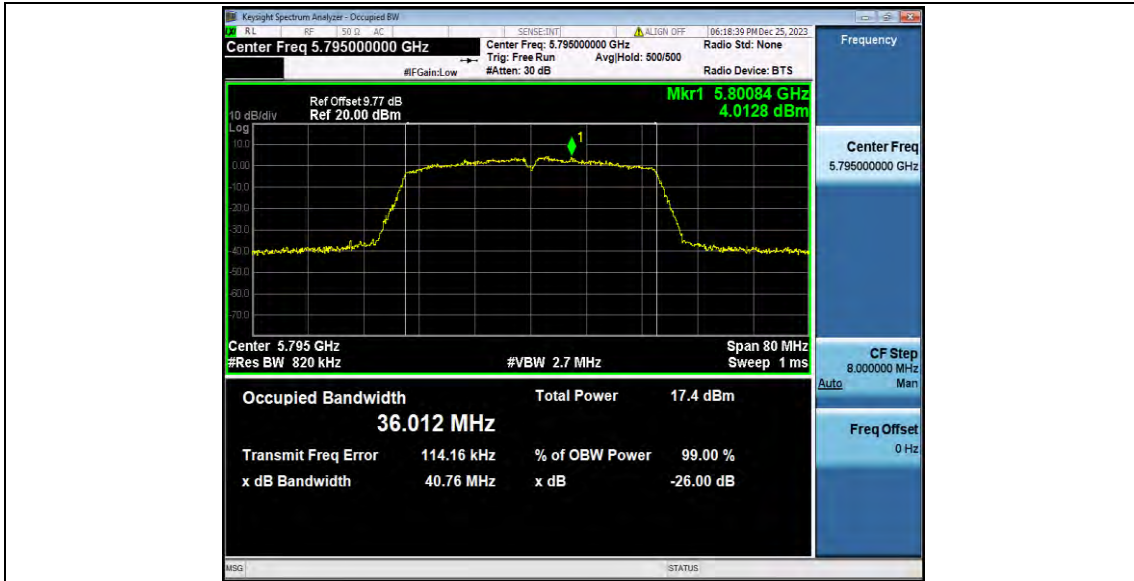 Keysight Spectrum Analyzer - Occupied BW
RL RF 50 Ω AC SENSE:INT ALIGN OFF 06:18:39 PM Dec 25, 2023
Center Freq 5.795000000 GHz
Center Freq: 5.795000000 GHz Radio Std: None
Trig: Free Run Avg|Hold: 500/500
#IFGain:Low #Atten: 30 dB Radio Device: BTS
Frequency
Mkr1 5.80084 GHz
4.0128 dBm
Ref Offset 9.77 dB
10 dB/div Ref 20.00 dBm
Log
10.0
0.00
-10.0
-20.0
-30.0
-40.0
-50.0
-60.0
-70.0
1
Center 5.795 GHz Span 80 MHz
#Res BW 820 kHz #VBW 2.7 MHz Sweep 1 ms
Center Freq
5.795000000 GHz
CF Step
8.000000 MHz
Auto Man
Freq Offset
0 Hz
Occupied Bandwidth Total Power 17.4 dBm
36.012 MHz
Transmit Freq Error 114.16 kHz % of OBW Power 99.00 %
x dB Bandwidth 40.76 MHz x dB -26.00 dB
MSG STATUS